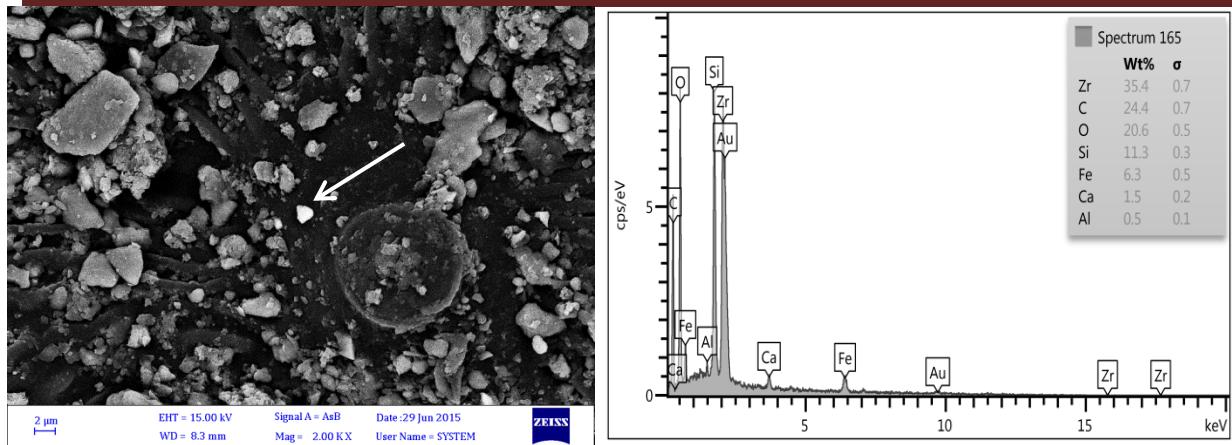 2 µm
EHT = 15.00 kV
Signal A = AsB
Date :29 Jun 2015
WD = 8.3 mm
Mag = 2.00 K X
User Name = SYSTEM
ZEISS
Spectrum 165
Wt% σ
Zr 35.4 0.7
C 24.4 0.7
O 20.6 0.5
Si 11.3 0.3
Fe 6.3 0.5
Ca 1.5 0.2
Al 0.5 0.1
cps/eV
5
0
Si
O
Zr
Au
C
Fe
Al
Ca
Ca
Fe
Au
Zr
Zr
5
10
15
keV